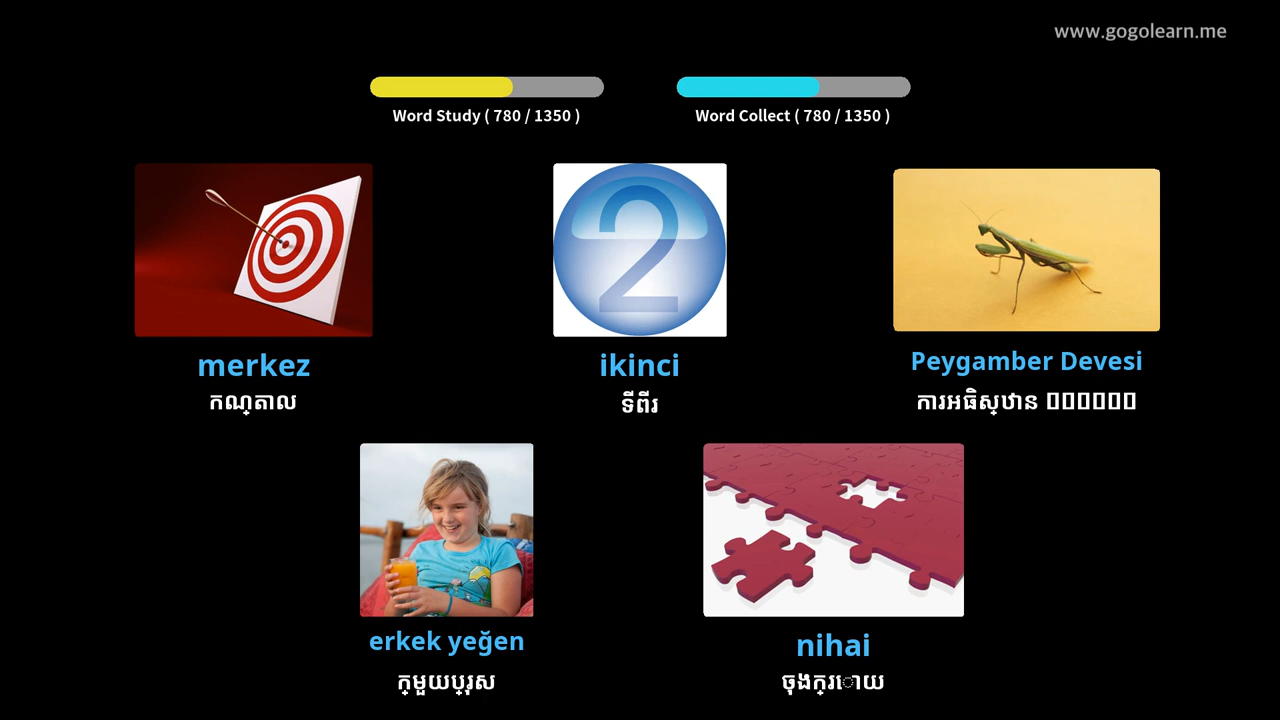 www.gogolearn.me
Word Study ( 780 / 1350 )
Word Collect ( 780 / 1350 )
2
merkez
ikinci
Peygamber Devesi
កណ្តាល
ទីពីរ
ការអធិស្ឋាន
erkek yeğen
nihai
ក្មួយប្រុស
ចុងក្រោយ